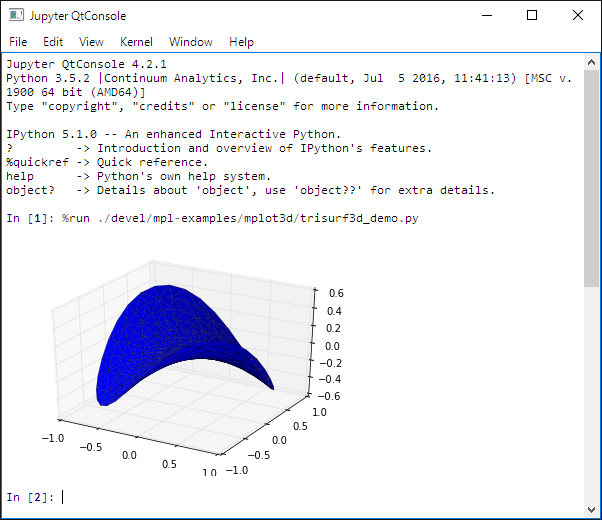 Jupyter QtConsole
File Edit View Kernel Window Help
Jupyter QtConsole 4.2.1
Python 3.5.2 |Continuum Analytics, Inc.| (default, Jul  5 2016, 11:41:13) [MSC v.
1900 64 bit (AMD64)]
Type "copyright", "credits" or "license" for more information.
IPython 5.1.0 -- An enhanced Interactive Python.
?         -> Introduction and overview of IPython's features.
%quickref -> Quick reference.
help      -> Python's own help system.
object?   -> Details about 'object', use 'object??' for extra details.
In [1]: %run ./devel/mpl-examples/mplot3d/trisurf3d_demo.py
0.6
0.4
0.2
0.0
−0.2
−0.4
−0.6
−1.0 −0.5 0.0 0.5 1.0
−1.0 −0.5 0.0 0.5 1.0
In [2]: